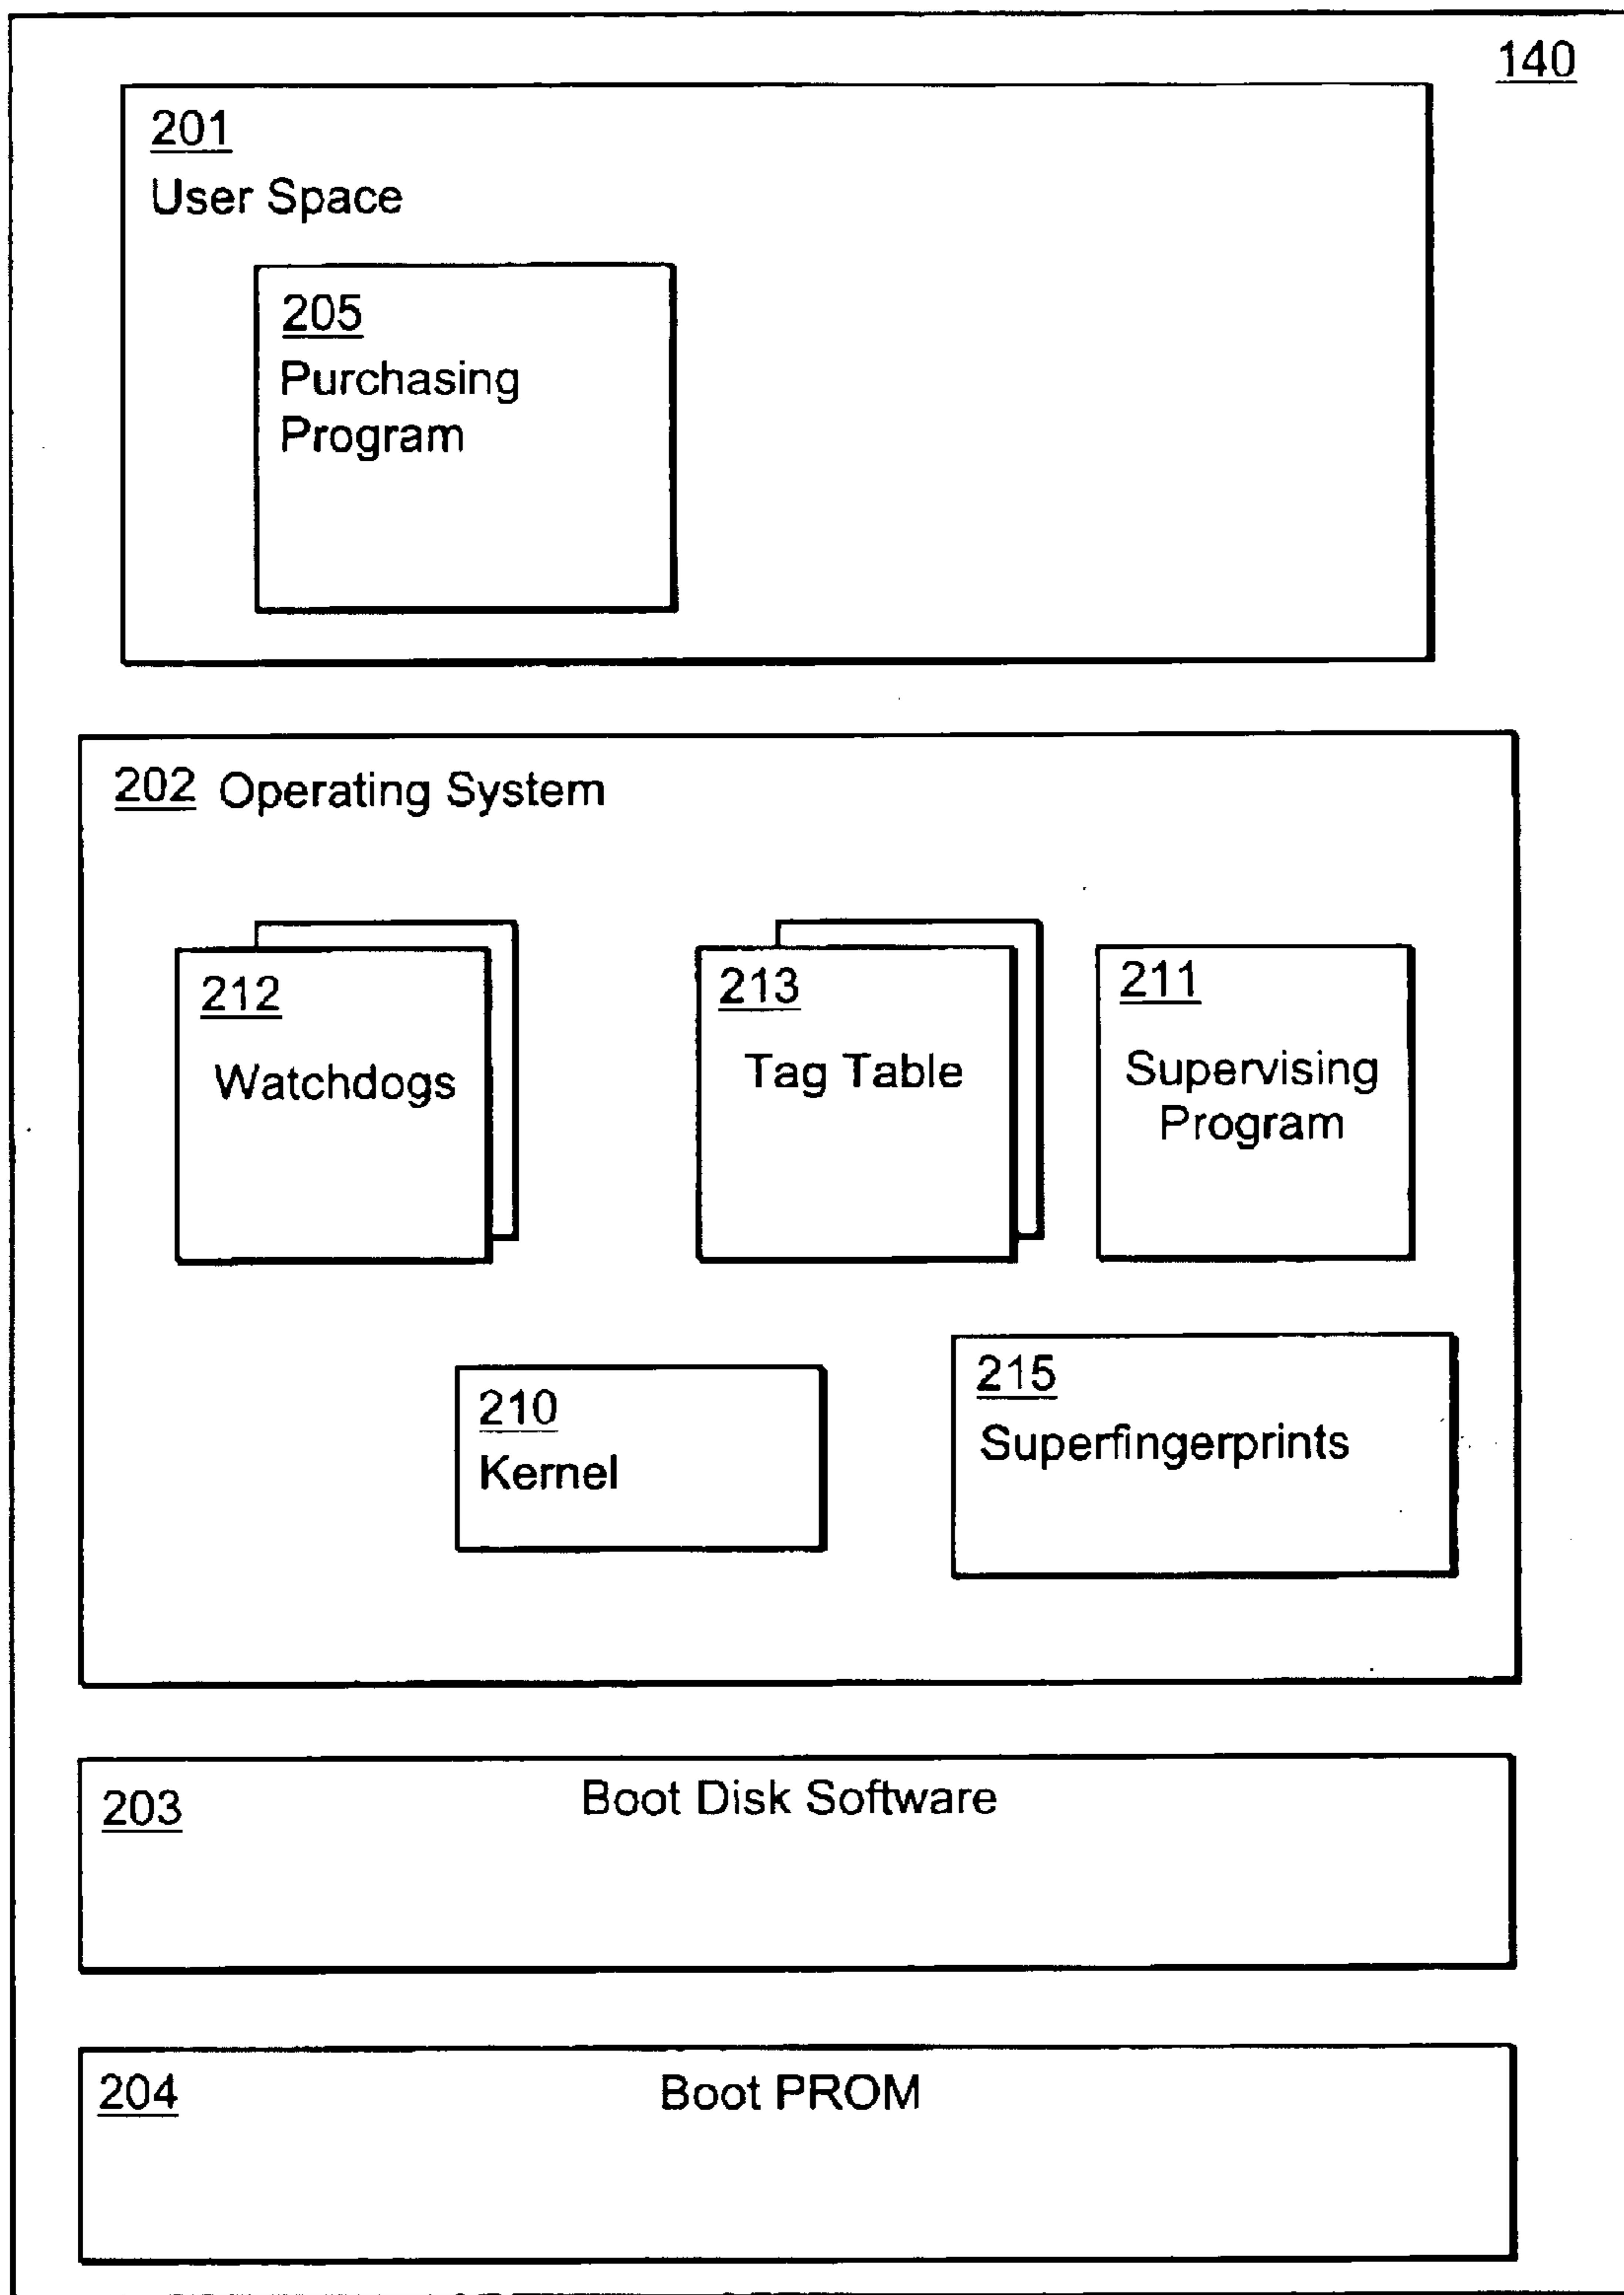 140
201
User Space
205
Purchasing
Program
202 Operating System
212
Watchdogs
213
Tag Table
211
Supervising
Program
210
Kernel
215
Superfingerprints
203
Boot Disk Software
204
Boot PROM